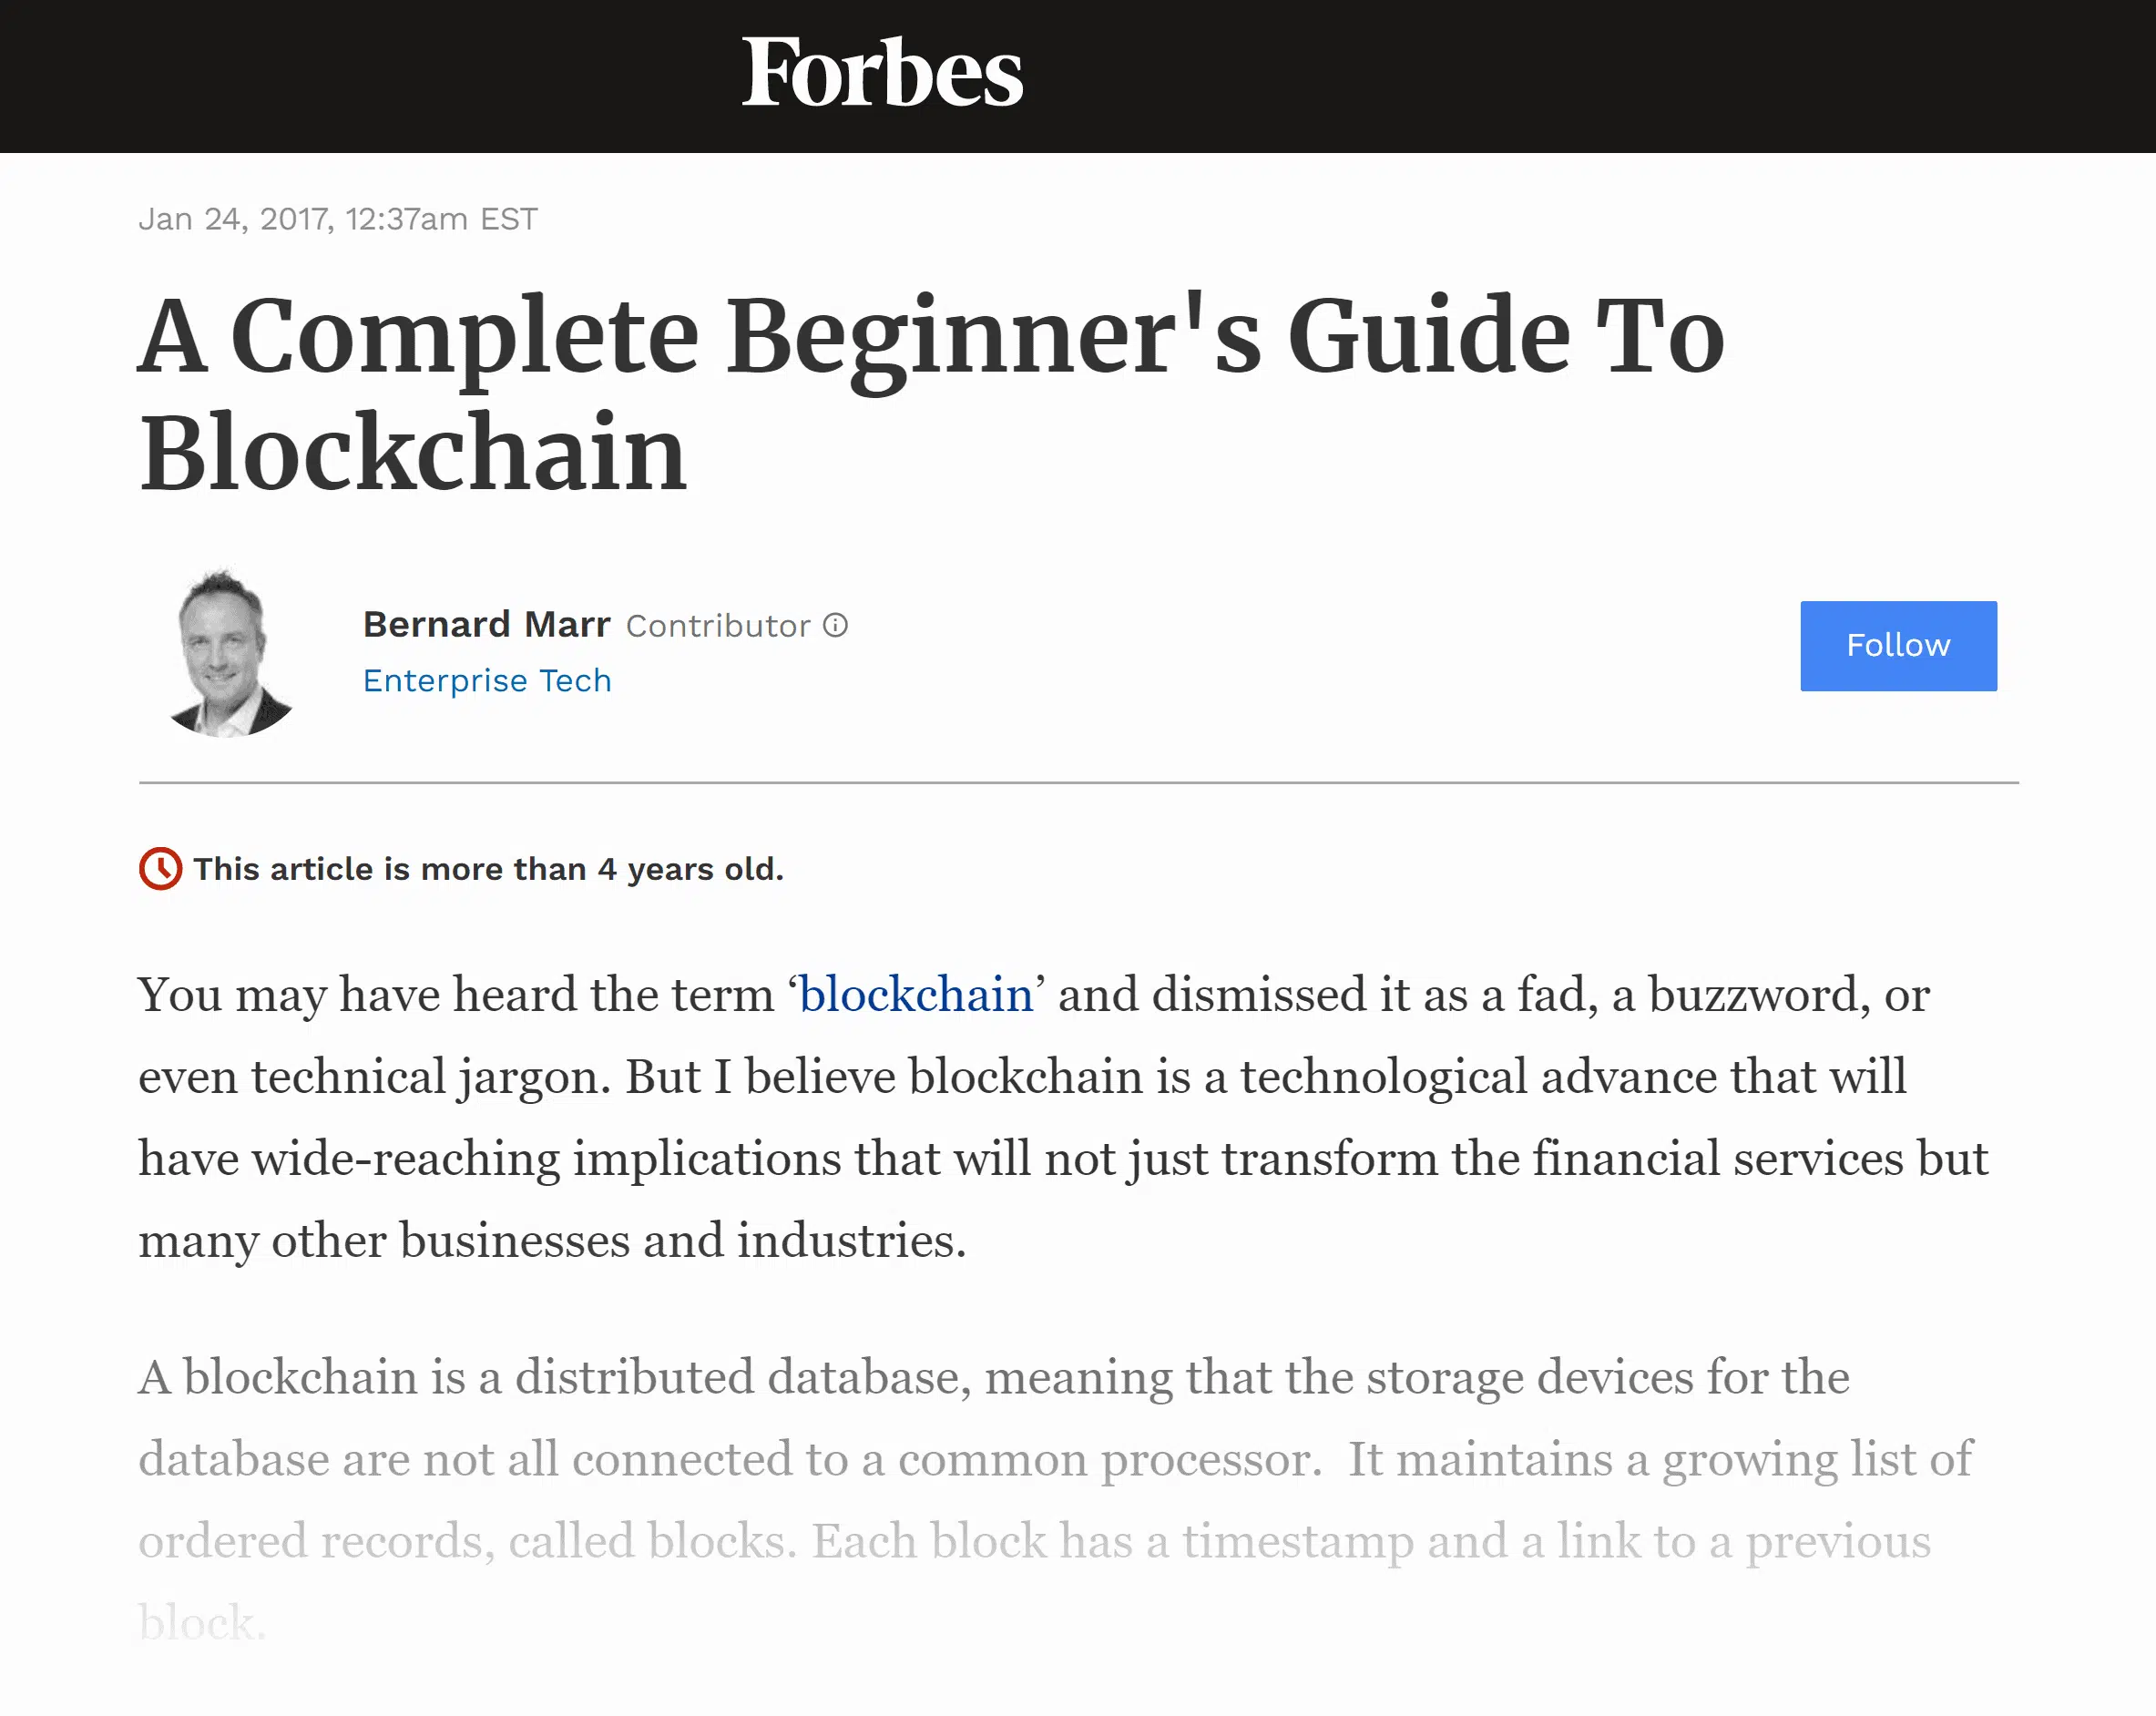 Forbes
Jan 24, 2017, 12:37am EST
A Complete Beginner's Guide To
Blockchain
Bernard Marr Contributor
Enterprise Tech
Follow
This article is more than 4 years old.
You may have heard the term ‘blockchain’ and dismissed it as a fad, a buzzword, or
even technical jargon. But I believe blockchain is a technological advance that will
have wide-reaching implications that will not just transform the financial services but
many other businesses and industries.
A blockchain is a distributed database, meaning that the storage devices for the
database are not all connected to a common processor.  It maintains a growing list of
ordered records, called blocks. Each block has a timestamp and a link to a previous
block.